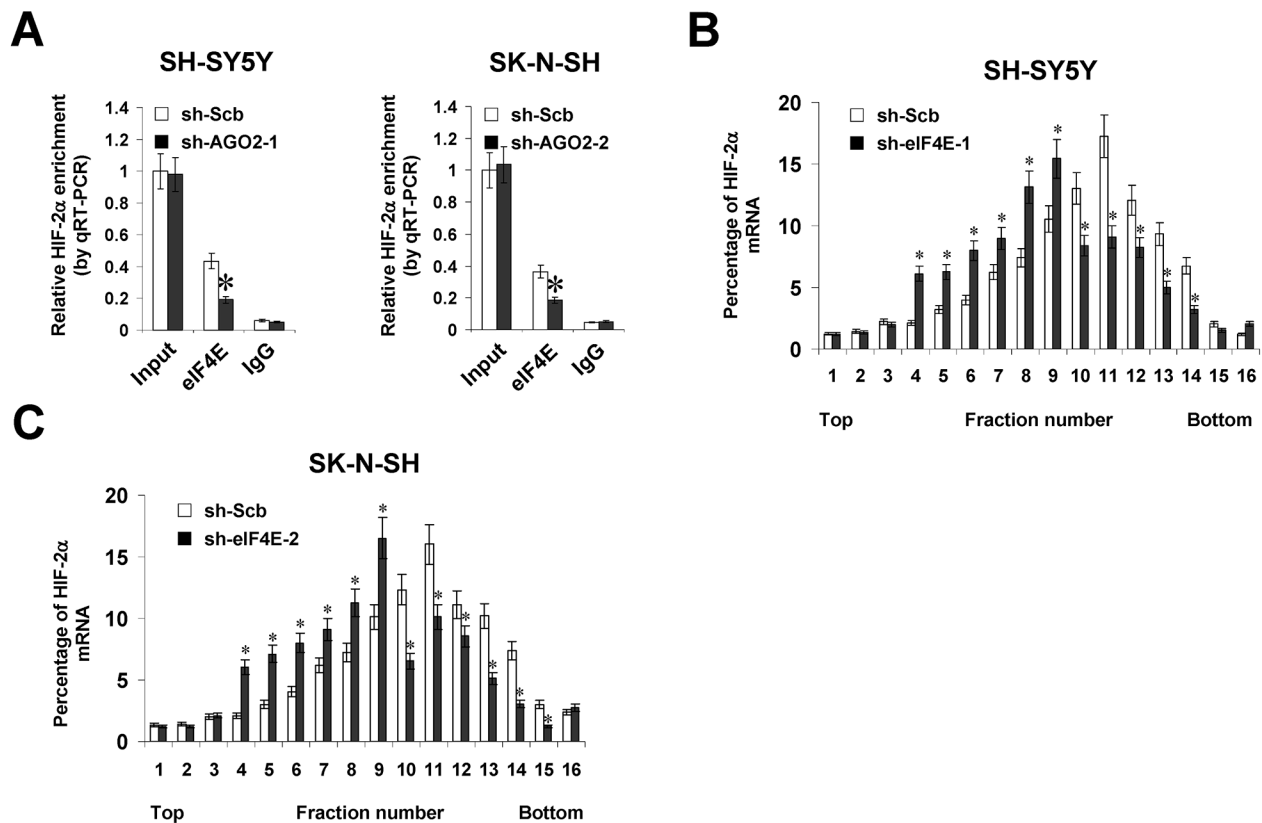 A
SH-SY5Y
Relative HIF-2α enrichment
(by qRT-PCR)
1.4
1.2
1
0.8
0.6
0.4
0.2
0
sh-Scb
sh-AGO2-1
*
Input
eIF4E
IgG
SK-N-SH
Relative HIF-2α enrichment
(by qRT-PCR)
1.4
1.2
1
0.8
0.6
0.4
0.2
0
sh-Scb
sh-AGO2-2
*
Input
eIF4E
IgG
B
SH-SY5Y
Percentage of HIF-2α
mRNA
20
15
10
5
0
sh-Scb
sh-eIF4E-1
* * * * * * * * * * *
1 2 3 4 5 6 7 8 9 10 11 12 13 14 15 16
Top Fraction number Bottom
C
SK-N-SH
Percentage of HIF-2α
mRNA
20
15
10
5
0
sh-Scb
sh-eIF4E-2
* * * * * * * * * * * *
1 2 3 4 5 6 7 8 9 10 11 12 13 14 15 16
Top Fraction number Bottom